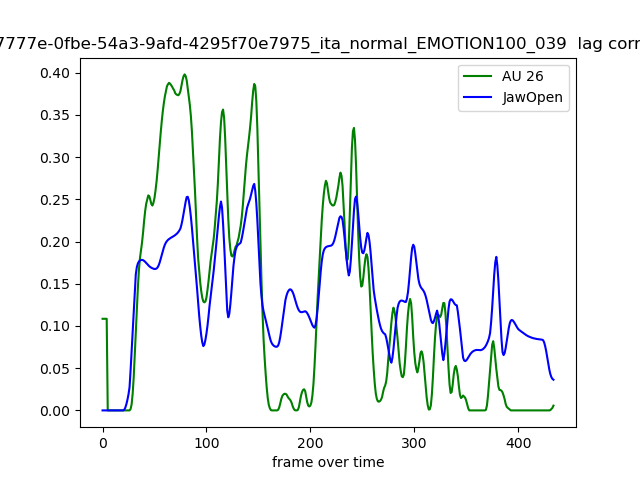 7777e-0fbe-54a3-9afd-4295f70e7975_ita_normal_EMOTION100_039 lag corr
AU 26
JawOpen
0.40
0.35
0.30
0.25
0.20
0.15
0.10
0.05
0.00
0 100 200 300 400
frame over time